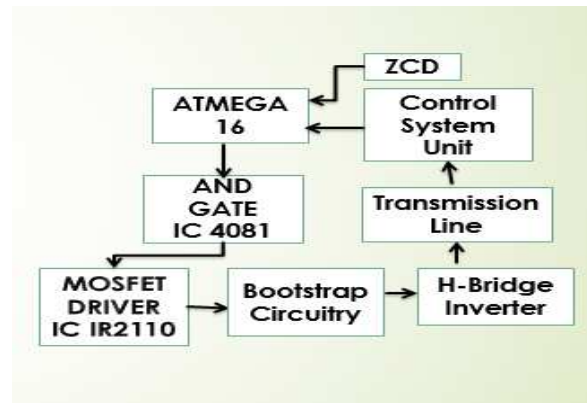 ZCD
ATMEGA
16
Control
System
Unit
AND
GATE
IC 4081
Transmission
Line
MOSFET
DRIVER
IC IR2110
Bootstrap
Circuitry
H-Bridge
Inverter